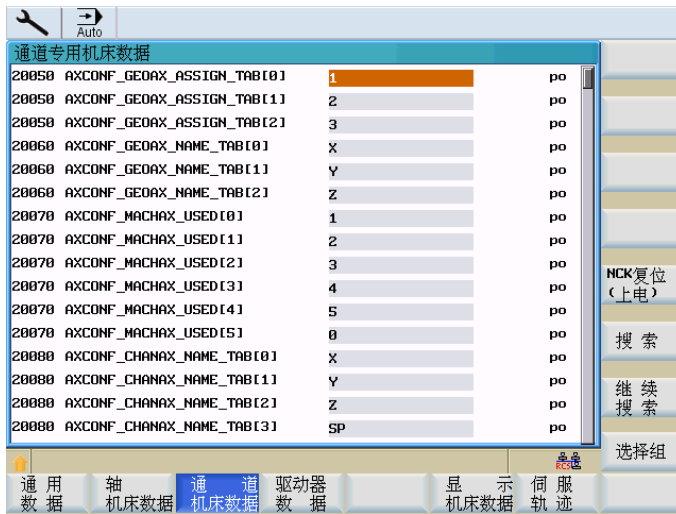 Auto
通道专用机床数据
20050 AXCONF_GEOAX_ASSIGN_TAB[0] 1 po
20050 AXCONF_GEOAX_ASSIGN_TAB[1] 2 po
20050 AXCONF_GEOAX_ASSIGN_TAB[2] 3 po
20060 AXCONF_GEOAX_NAME_TAB[0] X po
20060 AXCONF_GEOAX_NAME_TAB[1] Y po
20060 AXCONF_GEOAX_NAME_TAB[2] Z po
20070 AXCONF_MACHAX_USED[0] 1 po
20070 AXCONF_MACHAX_USED[1] 2 po
20070 AXCONF_MACHAX_USED[2] 3 po
20070 AXCONF_MACHAX_USED[3] 4 po
20070 AXCONF_MACHAX_USED[4] 5 po
20070 AXCONF_MACHAX_USED[5] 0 po
20080 AXCONF_CHANAX_NAME_TAB[0] X po
20080 AXCONF_CHANAX_NAME_TAB[1] Y po
20080 AXCONF_CHANAX_NAME_TAB[2] Z po
20080 AXCONF_CHANAX_NAME_TAB[3] SP po
NCK复位
(上电)
搜 索
继 续
搜 索
选择组
RCS
通 用
数 据
轴
机床数据
通 道
机床数据
驱动器
数 据
显 示
机床数据
伺 服
轨 迹